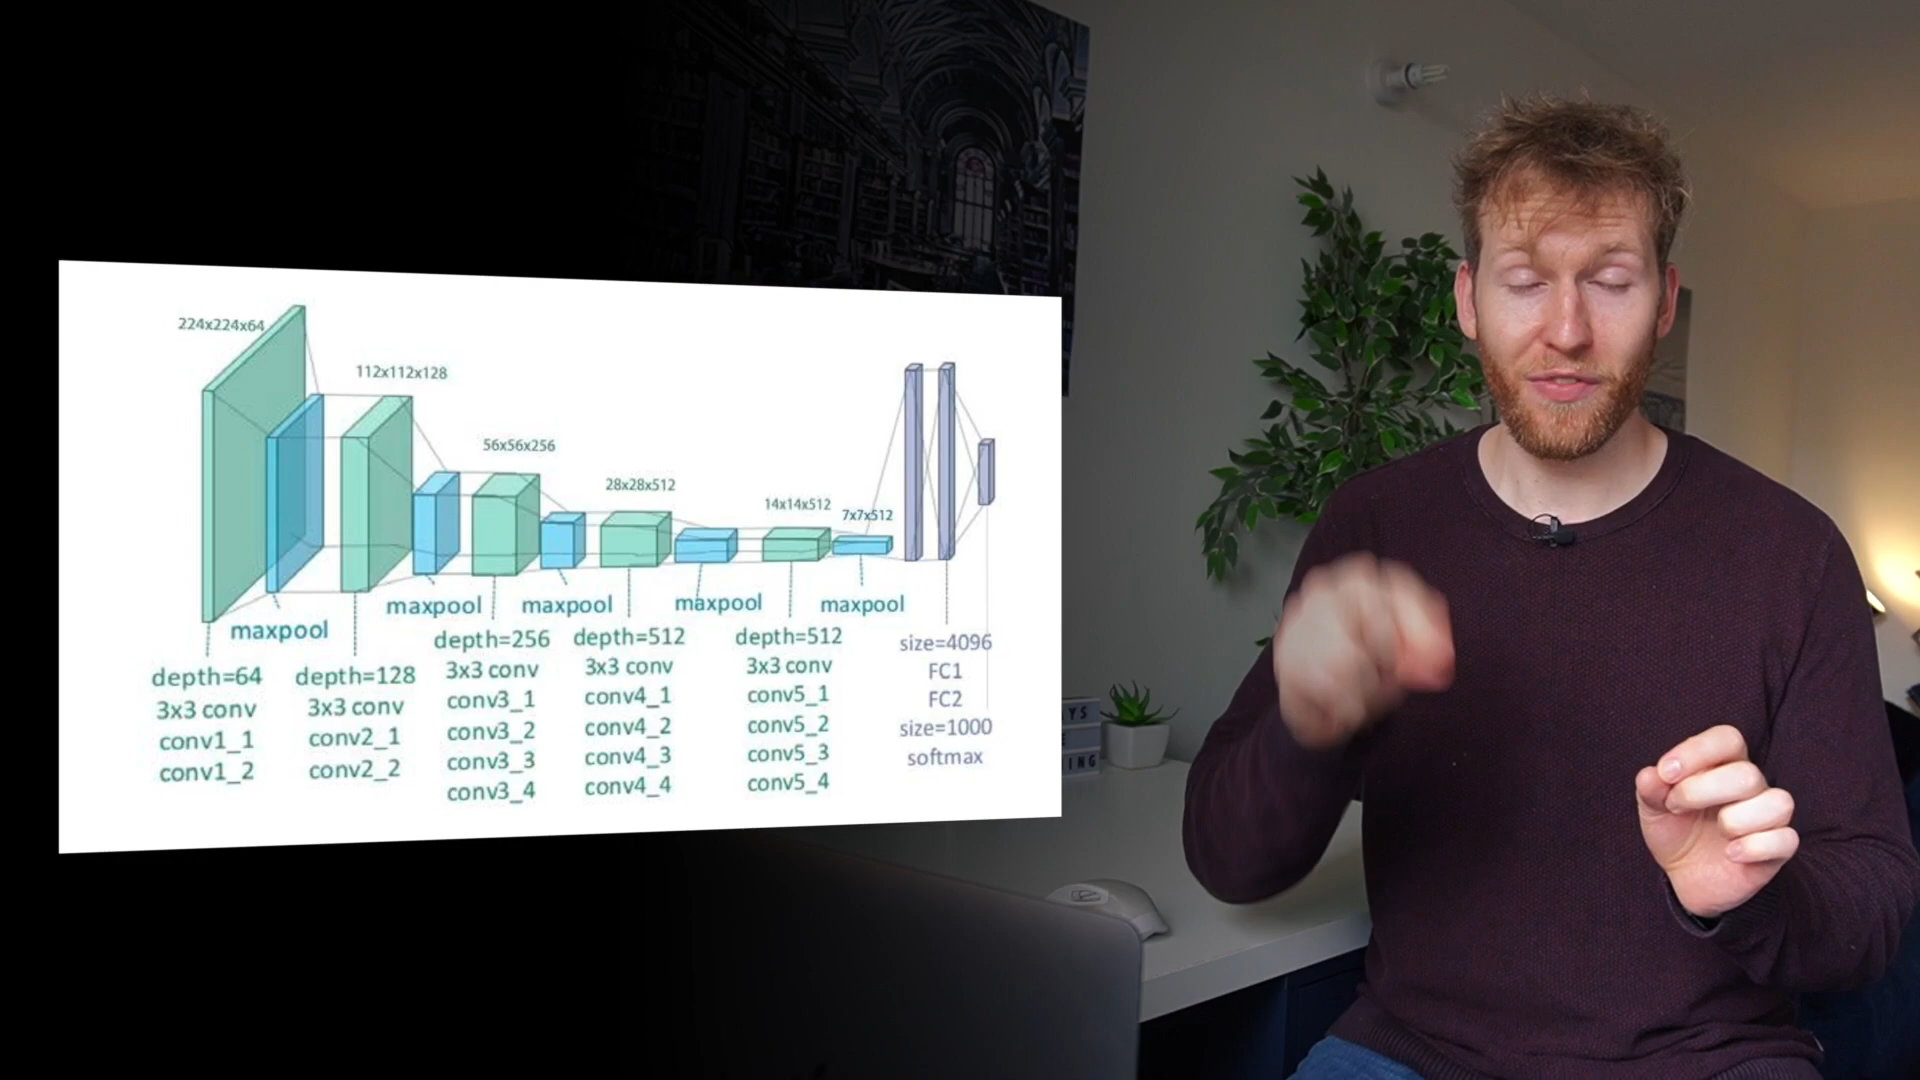 224x224x64
112x112x128
56x56x256
28x28x512
14x14x512
7x7x512
maxpool
maxpool
maxpool
maxpool
maxpool
depth=64
3x3 conv
conv1_1
conv1_2
depth=128
3x3 conv
conv2_1
conv2_2
depth=256
3x3 conv
conv3_1
conv3_2
conv3_3
conv3_4
depth=512
3x3 conv
conv4_1
conv4_2
conv4_3
conv4_4
depth=512
3x3 conv
conv5_1
conv5_2
conv5_3
conv5_4
size=4096
FC1
FC2
size=1000
softmax
YS
ING